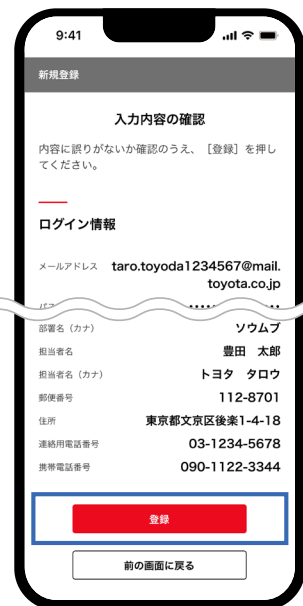 9:41
新規登録
入力内容の確認
内容に誤りがないか確認のうえ、［登録］を押し
てください。
ログイン情報
メールアドレス taro.toyoda1234567@mail.
toyota.co.jp
部署名（カナ） ソウムブ
担当者名 豊田　太郎
担当者名（カナ） トヨタ　タロウ
郵便番号 112-8701
住所 東京都文京区後楽1-4-18
連絡用電話番号 03-1234-5678
携帯電話番号 090-1122-3344
登録
前の画面に戻る